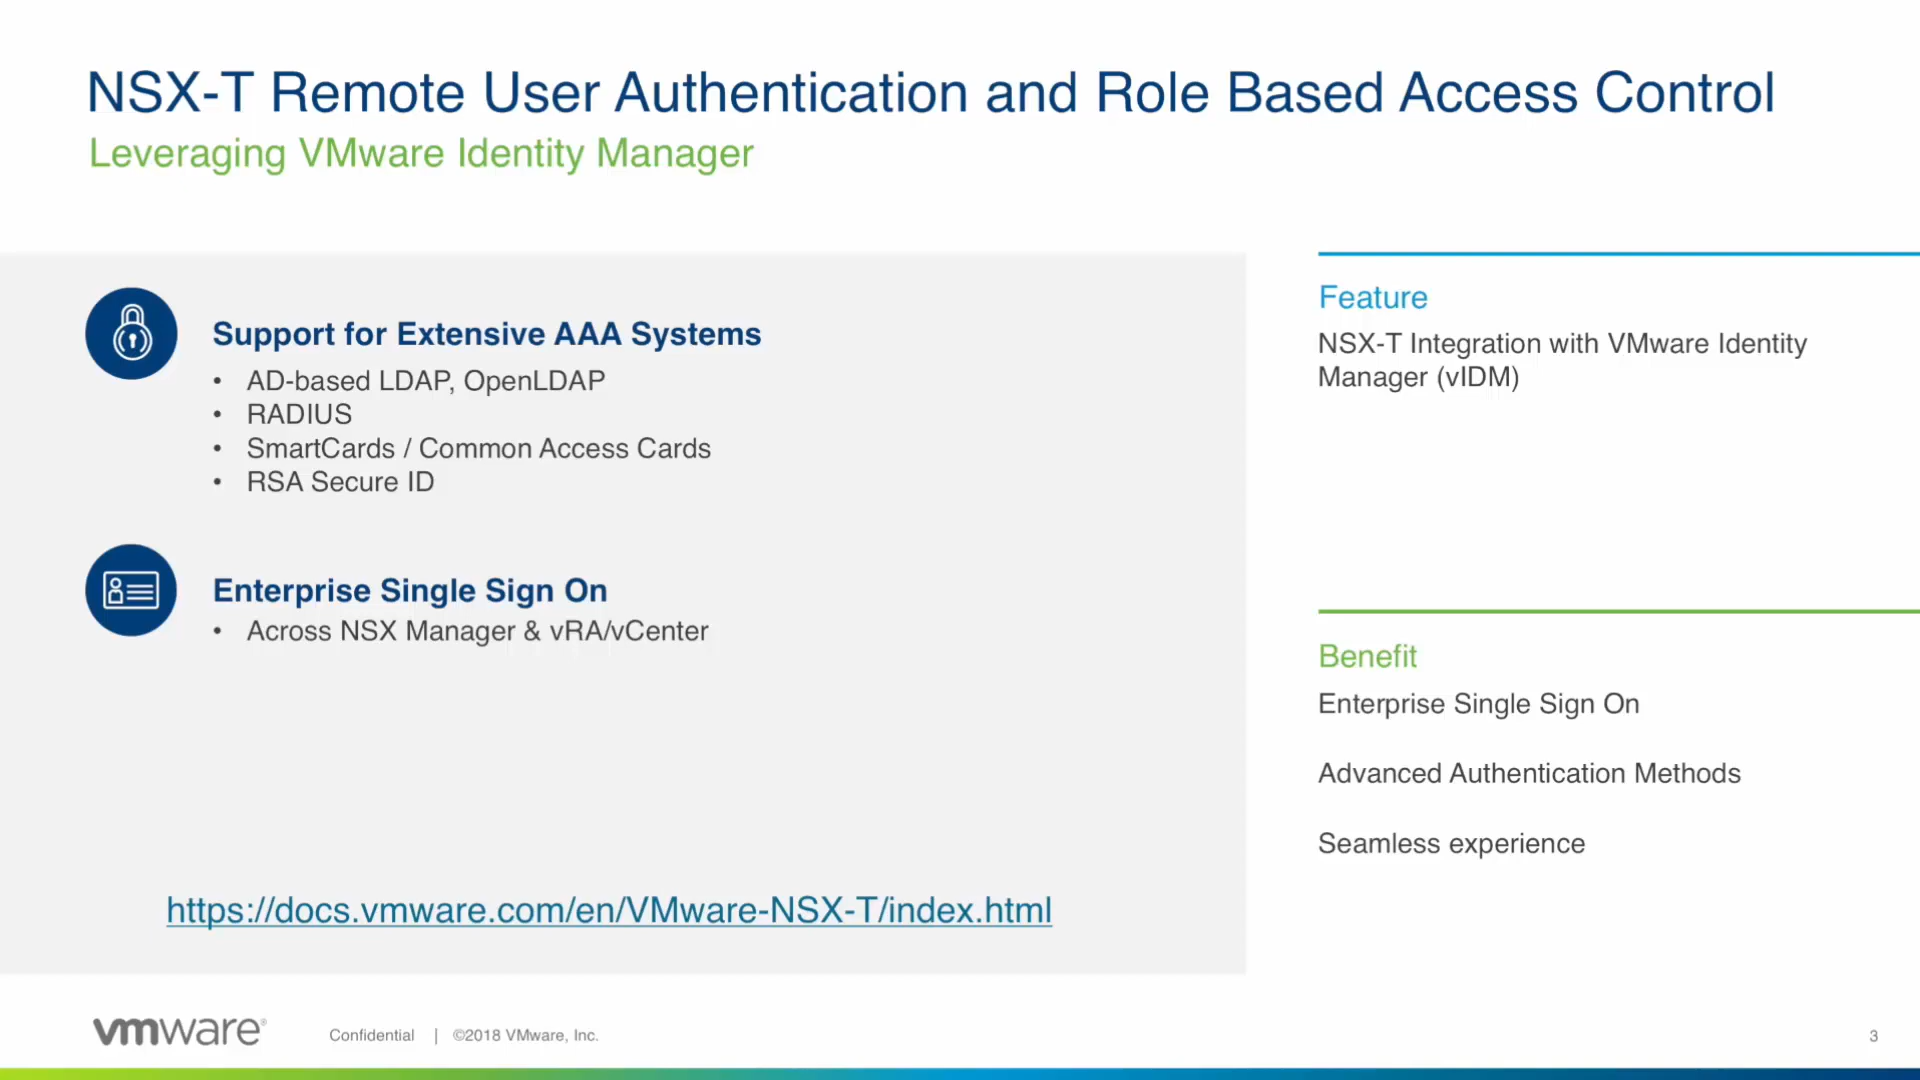 NSX-T Remote User Authentication and Role Based Access Control
Leveraging VMware Identity Manager
Support for Extensive AAA Systems
• AD-based LDAP, OpenLDAP
• RADIUS
• SmartCards / Common Access Cards
• RSA Secure ID
Enterprise Single Sign On
• Across NSX Manager & vRA/vCenter
https://docs.vmware.com/en/VMware-NSX-T/index.html
Feature
NSX-T Integration with VMware Identity
Manager (vIDM)
Benefit
Enterprise Single Sign On
Advanced Authentication Methods
Seamless experience
vmware®
Confidential | ©2018 VMware, Inc.
3